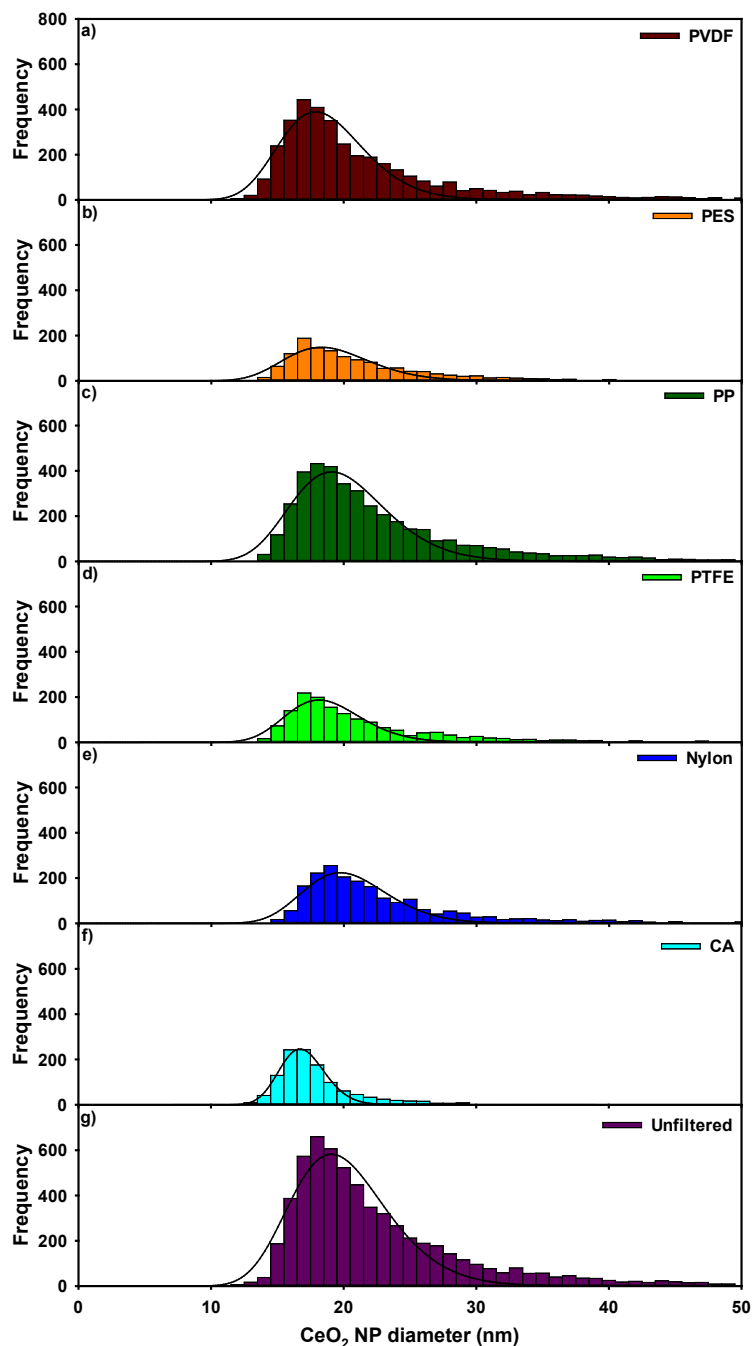 a)
PVDF
Frequency
800
600
400
200
0
b)
PES
Frequency
600
400
200
0
c)
PP
Frequency
600
400
200
0
d)
PTFE
Frequency
600
400
200
0
e)
Nylon
Frequency
600
400
200
0
f)
CA
Frequency
600
400
200
0
g)
Unfiltered
Frequency
600
400
200
0
0 10 20 30 40 50
CeO₂ NP diameter (nm)